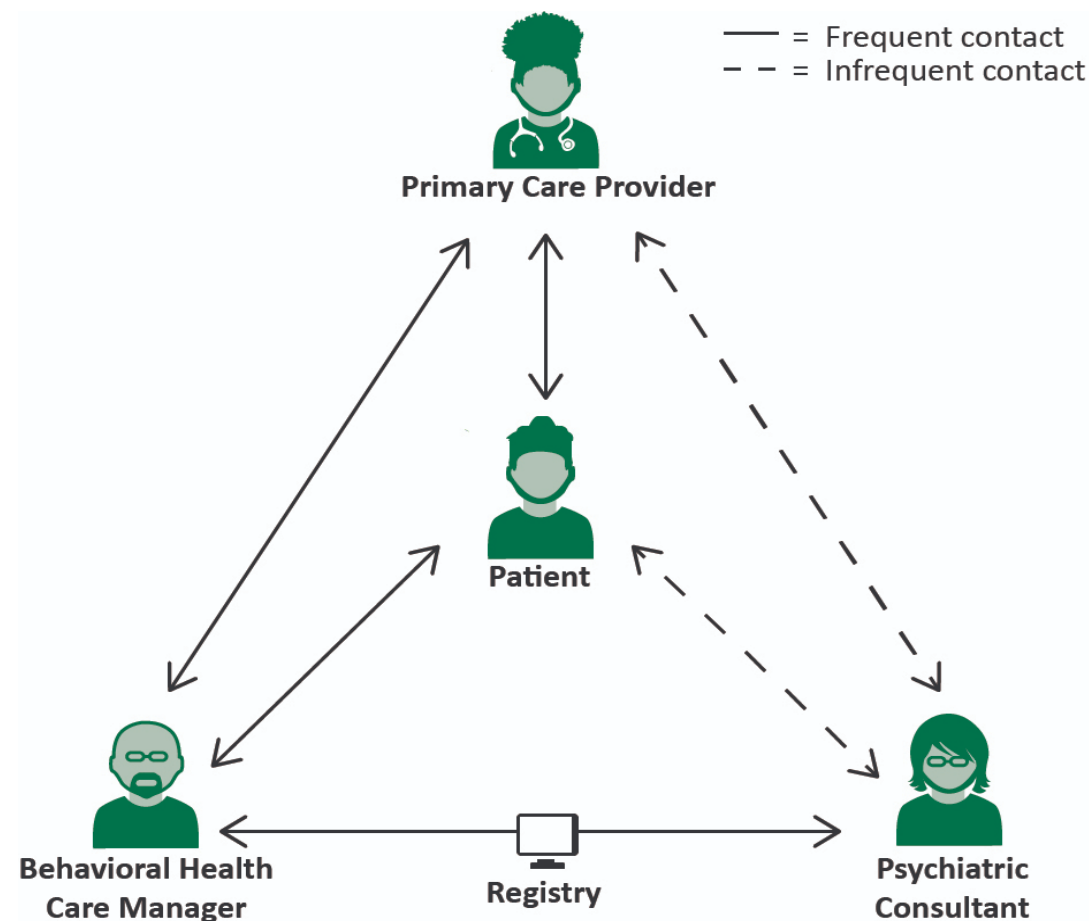 = Frequent contact
= Infrequent contact
Primary Care Provider
Patient
Behavioral Health
Care Manager
Registry
Psychiatric
Consultant